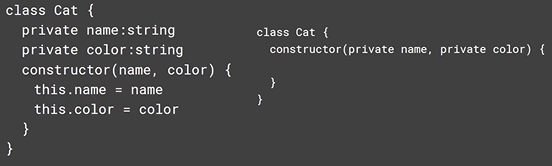 class Cat {
  private name:string
  private color:string
  constructor(name, color) {
    this.name = name
    this.color = color
  }
}
class Cat {
  constructor(private name, private color) {

  }
}